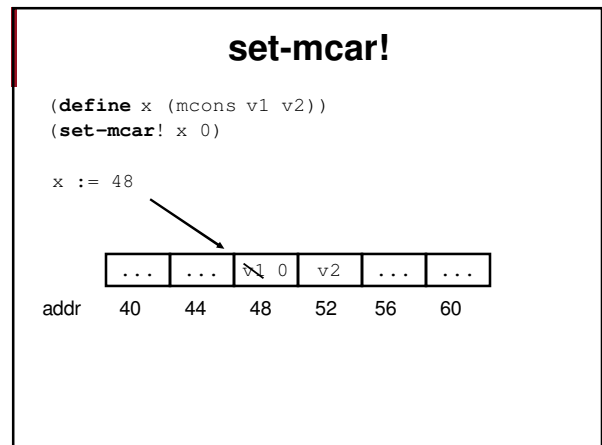 set-mcar!
(define x (mcons v1 v2))
(set-mcar! x 0)
x := 48
... ... v1 0 v2 ... ...
addr 40 44 48 52 56 60